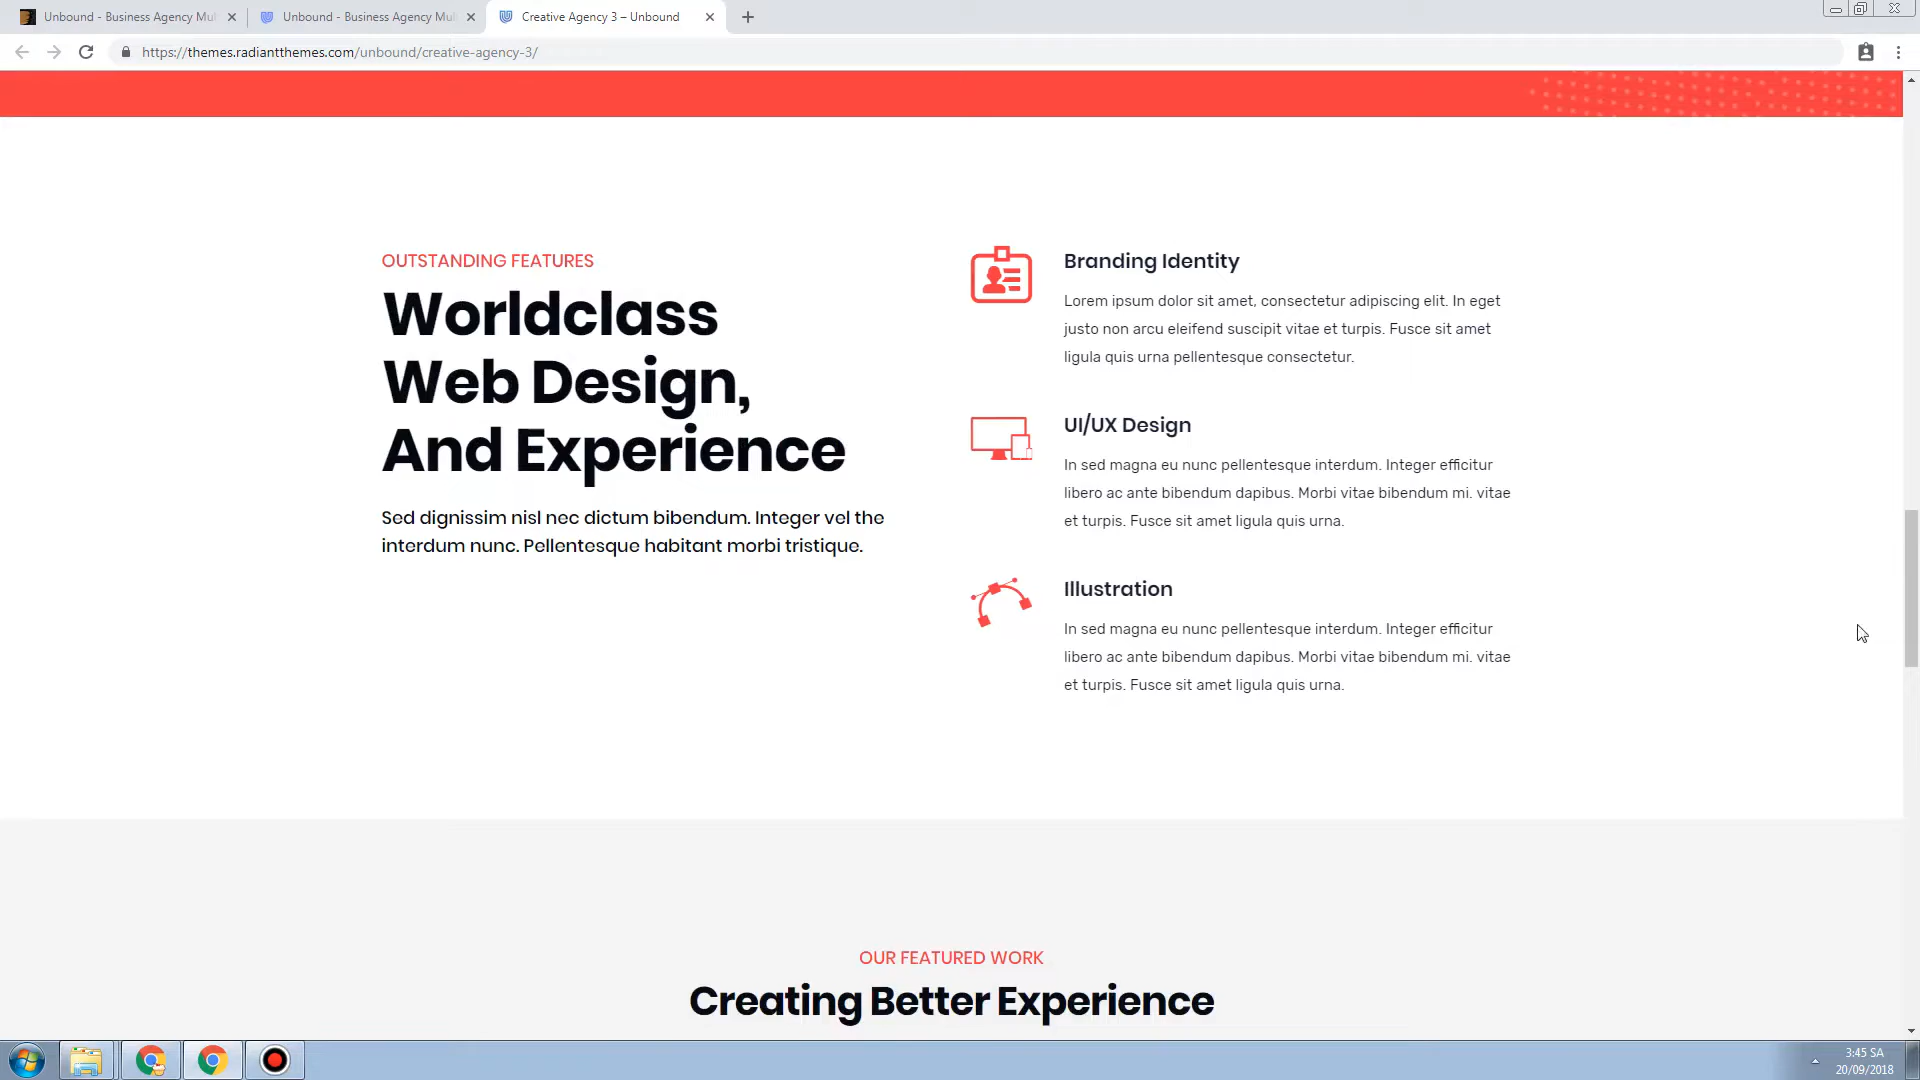 Unbound - Business Agency Mul
Unbound - Business Agency Mul
Creative Agency 3 – Unbound
https://themes.radiantthemes.com/unbound/creative-agency-3/
OUTSTANDING FEATURES
Worldclass
Web Design,
And Experience
Sed dignissim nisl nec dictum bibendum. Integer vel the
interdum nunc. Pellentesque habitant morbi tristique.
Branding Identity
Lorem ipsum dolor sit amet, consectetur adipiscing elit. In eget
justo non arcu eleifend suscipit vitae et turpis. Fusce sit amet
ligula quis urna pellentesque consectetur.
UI/UX Design
In sed magna eu nunc pellentesque interdum. Integer efficitur
libero ac ante bibendum dapibus. Morbi vitae bibendum mi. vitae
et turpis. Fusce sit amet ligula quis urna.
Illustration
In sed magna eu nunc pellentesque interdum. Integer efficitur
libero ac ante bibendum dapibus. Morbi vitae bibendum mi. vitae
et turpis. Fusce sit amet ligula quis urna.
OUR FEATURED WORK
Creating Better Experience
3:45 SA
20/09/2018